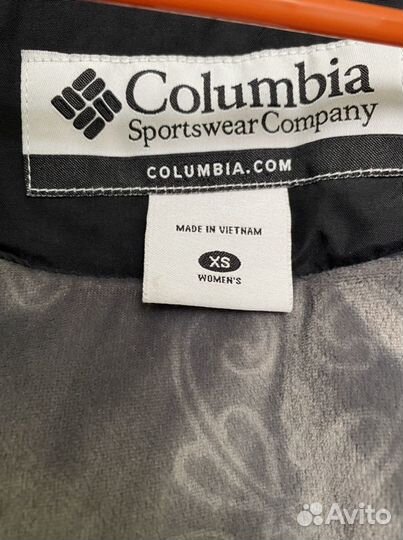 Columbia
Sportswear Company
COLUMBIA.COM
MADE IN VIETNAM
XS
WOMEN'S
Avito